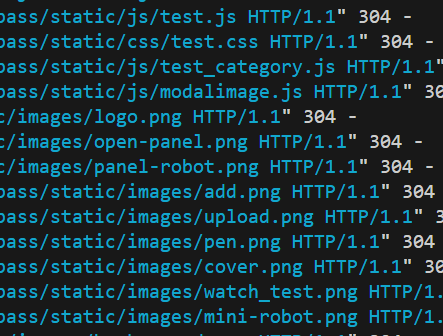 pass/static/js/test.js HTTP/1.1" 304 -
pass/static/css/test.css HTTP/1.1" 304 -
pass/static/js/test_category.js HTTP/1.1"
pass/static/js/modalimage.js HTTP/1.1" 30
c/images/logo.png HTTP/1.1" 304 -
c/images/open-panel.png HTTP/1.1" 304 -
c/images/panel-robot.png HTTP/1.1" 304 -
pass/static/images/add.png HTTP/1.1" 304
pass/static/images/upload.png HTTP/1.1"
pass/static/images/pen.png HTTP/1.1" 304
pass/static/images/cover.png HTTP/1.1" 30
pass/static/images/watch_test.png HTTP/1.
pass/static/images/mini-robot.png HTTP/1.